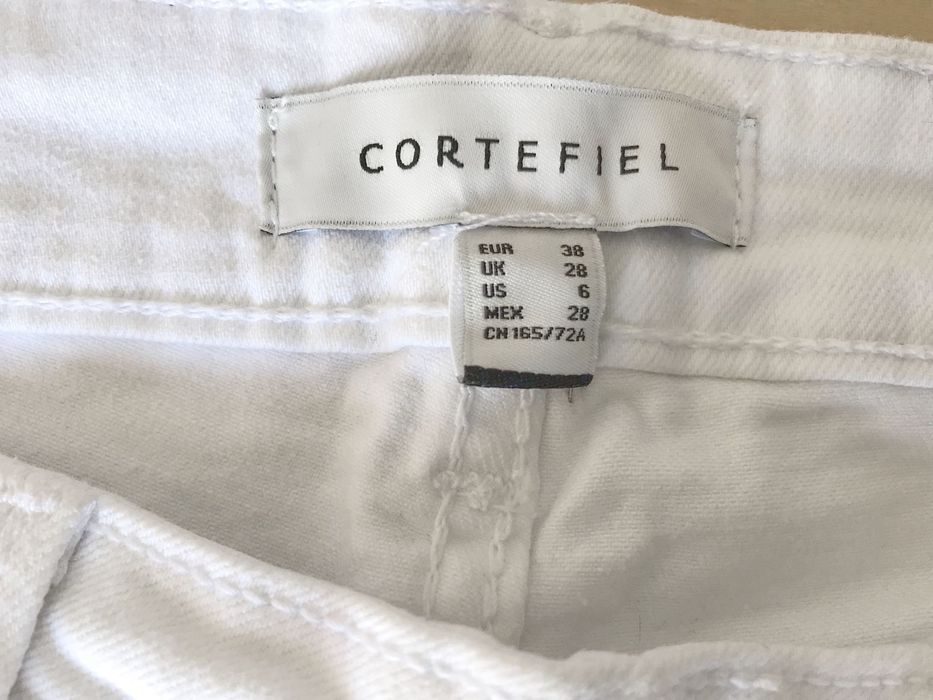 CORTEFIEL
EUR 38
UK 28
US 6
MEX 28
CN 165/72A